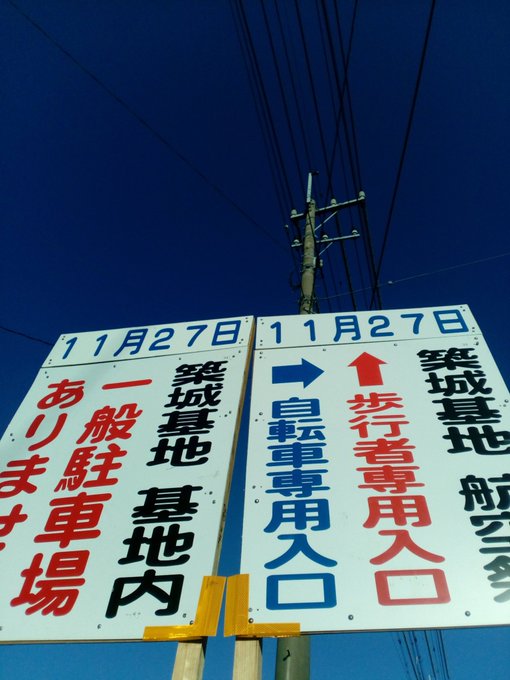 11月27日
築城基地 基地内
一般駐車場
ありませ
11月27日
築城基地 航空祭
↑歩行者専用入口
→自転車専用入口